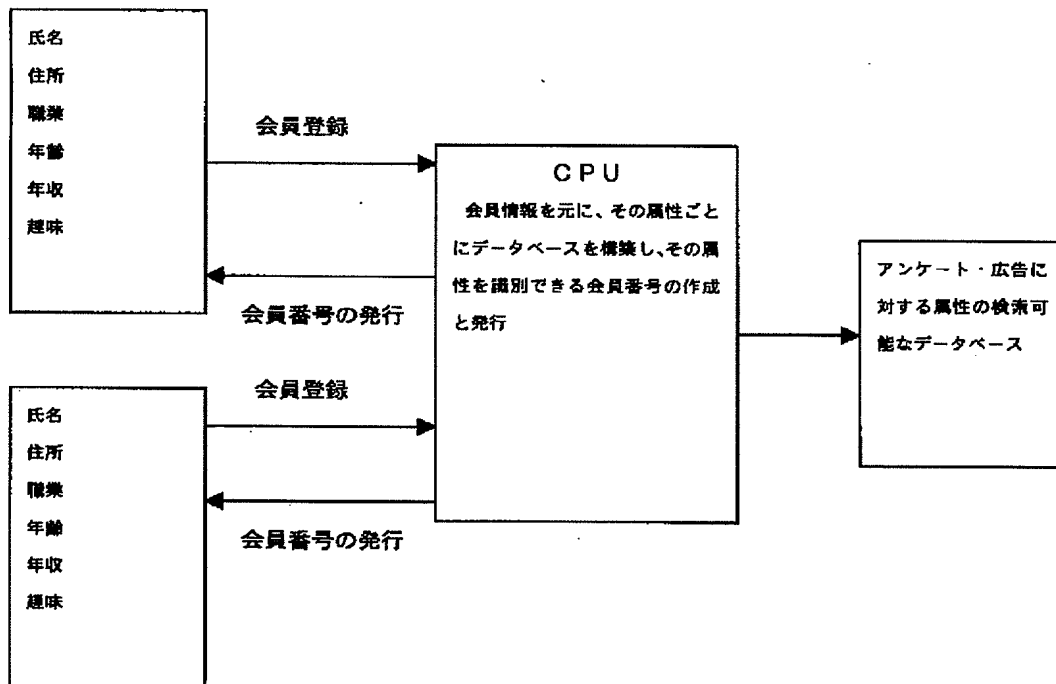 氏名
住所
職業
年齢
年収
趣味
会員登録
会員番号の発行
氏名
住所
職業
年齢
年収
趣味
会員登録
会員番号の発行
ＣＰＵ
会員情報を元に、その属性ごと
にデータベースを構築し、その属
性を識別できる会員番号の作成
と発行
アンケート・広告に
対する属性の検索可
能なデータベース